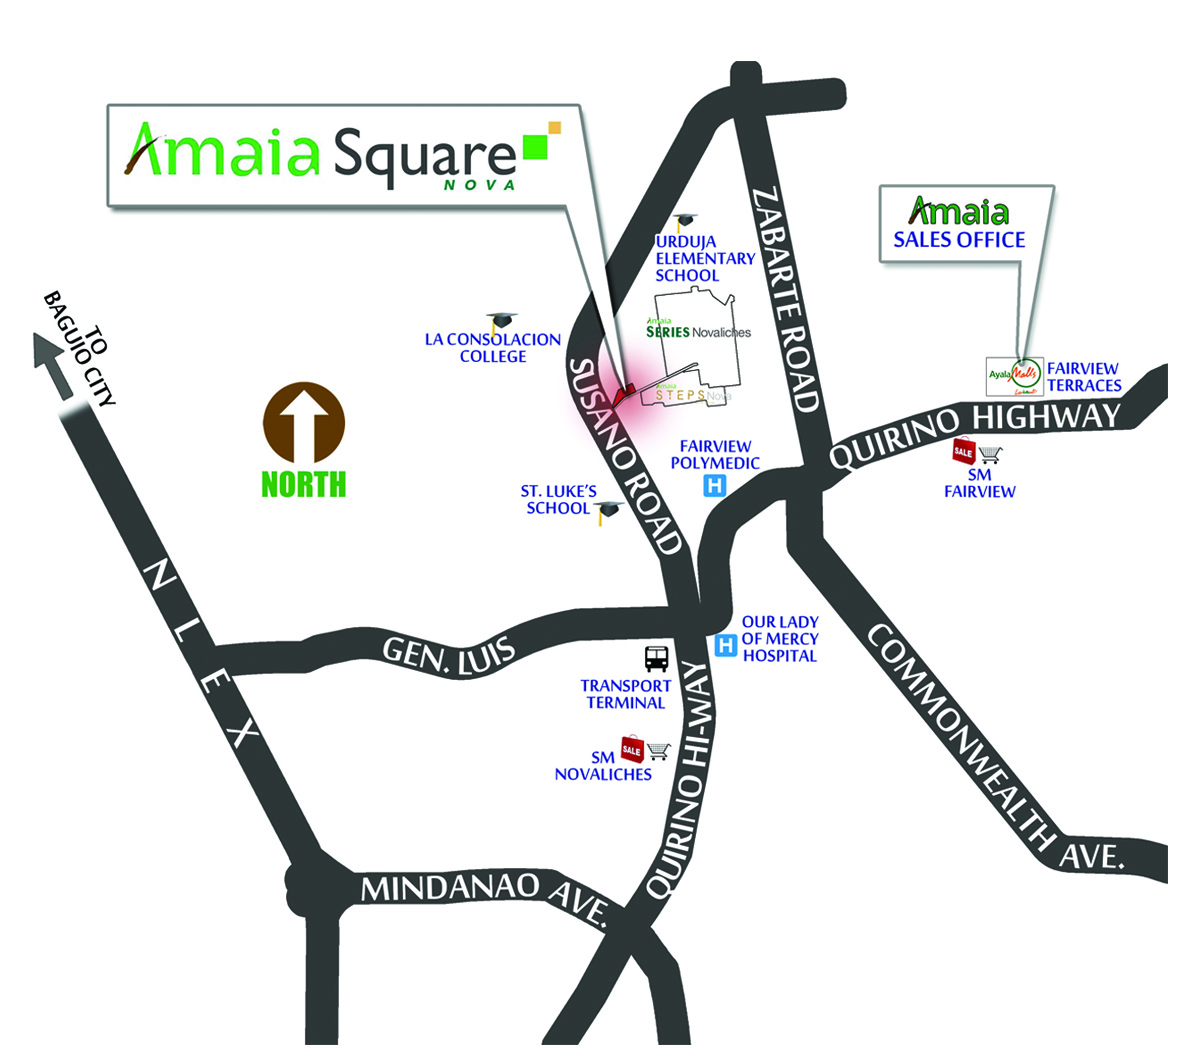 Amaia Square
NOVA
Amaia
SALES OFFICE
ZABARTE ROAD
URDUJA
ELEMENTARY
SCHOOL
TO
BAGUIO CITY
Amaia
SERIES Novaliches
LA CONSOLACION
COLLEGE
SUSANO ROAD
Ayala Malls
FAIRVIEW
TERRACES
Amaia
STEPS Nova
NORTH
QUIRINO HIGHWAY
FAIRVIEW
POLYMEDIC
H
SALE
SM
FAIRVIEW
ST. LUKE'S
SCHOOL
NLEX
GEN. LUIS
H
OUR LADY
OF MERCY
HOSPITAL
TRANSPORT
TERMINAL
COMMONWEALTH AVE.
QUIRINO HI-WAY
SALE
SM
NOVALICHES
MINDANAO AVE.